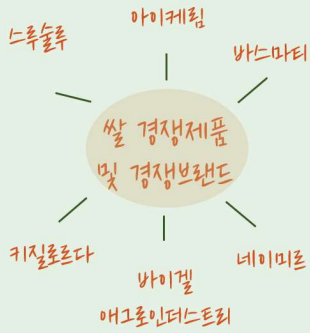 아이케림
스루술루
바스마티
쌀 경쟁제품
및 경쟁브랜드
키질로르다
네이미르
바이겔
애그로인더스트리